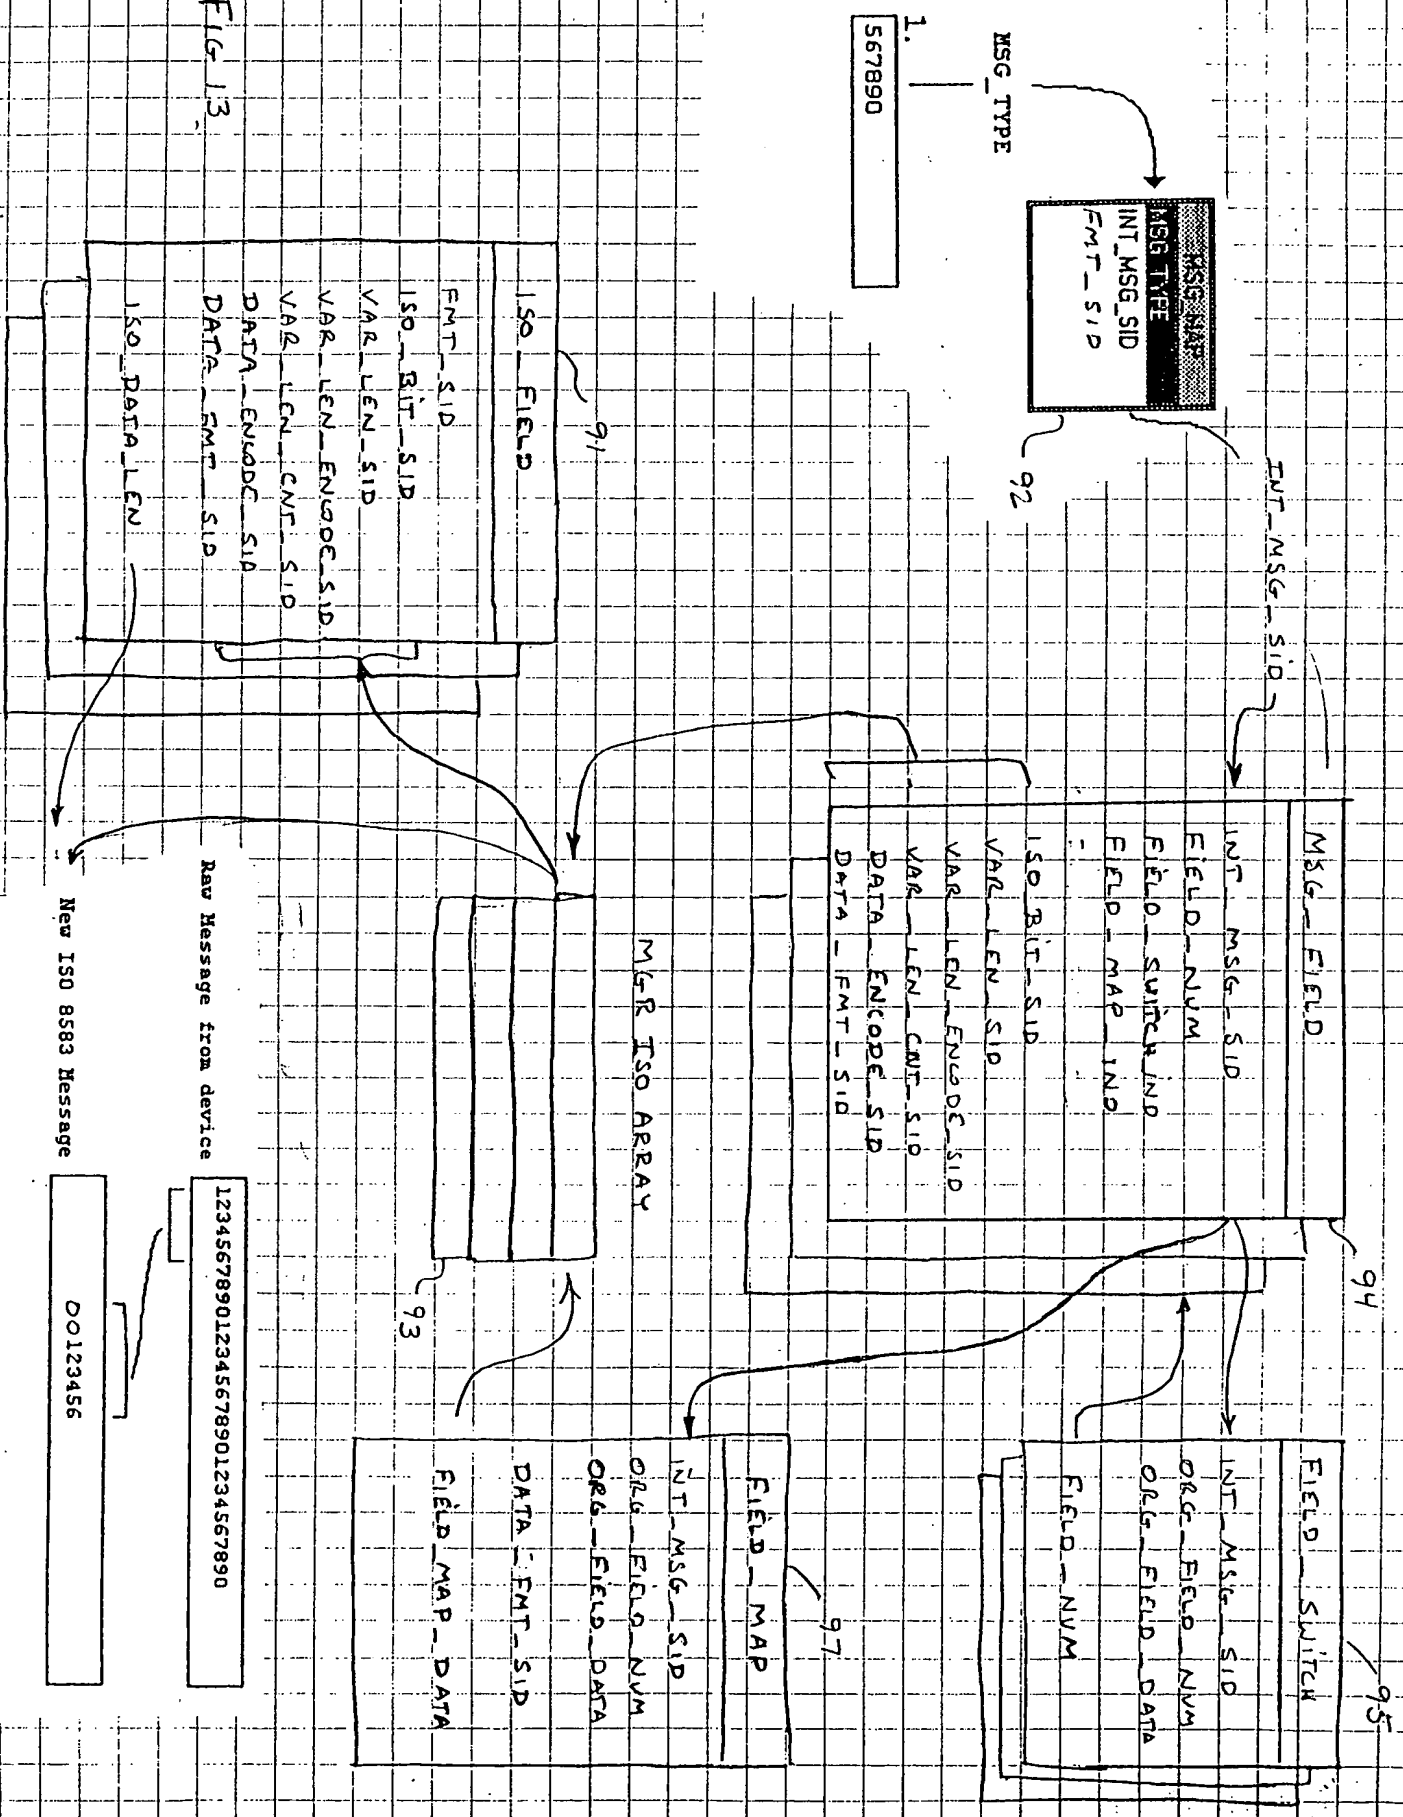 1.
567890
MSG_TYPE
MSG_MAP
MSG_TYPE
INT_MSG_SID
FMT_SID
92
INT_MSG_SID
MSG_FIELD
INT_MSG_SID
FIELD_NUM
FIELD_SWITCH_IND
FIELD_MAP_IND
-
ISO_BIT_SID
VAR_LEN_SID
VAR_LEN_ENCODE_SID
VAR_LEN_CNT_SID
DATA_ENCODE_SID
DATA_FMT_SID
94
FIELD_SWITCH
INT_MSG_SID
ORG_FIELD_NUM
ORG_FIELD_DATA
FIELD_NUM
95
FIELD_MAP
INT_MSG_SID
ORG_FIELD_NUM
ORG_FIELD_DATA
DATA_FMT_SID
FIELD_MAP_DATA
97
MGR ISO ARRAY
93
ISO_FIELD
FMT_SID
ISO_BIT_SID
VAR_LEN_SID
VAR_LEN_ENCODE_SID
VAR_LEN_CNT_SID
DATA_ENCODE_SID
DATA_FMT_SID
ISO_DATA_LEN
91
Raw Message from device
1234567890123456789012345678901234567890
New ISO 8583 Message
00123456
FIG 13